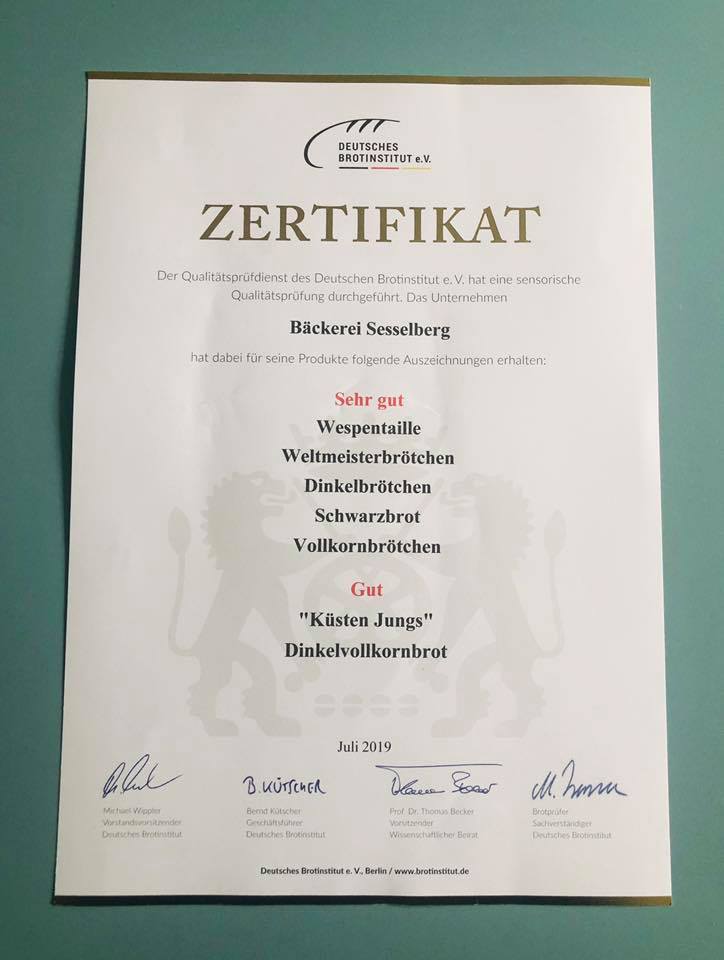 DEUTSCHES
BROTINSTITUT e.V.
ZERTIFIKAT
Der Qualitätsprüfdienst des Deutschen Brotinstitut e. V. hat eine sensorische
Qualitätsprüfung durchgeführt. Das Unternehmen
Bäckerei Sesselberg
hat dabei für seine Produkte folgende Auszeichnungen erhalten:
Sehr gut
Wespentaille
Weltmeisterbrötchen
Dinkelbrötchen
Schwarzbrot
Vollkornbrötchen
Gut
"Küsten Jungs"
Dinkelvollkornbrot
Juli 2019
B. KÜTSCHER
Michael Wippler
Vorstandsvorsitzender
Deutsches Brotinstitut
Bernd Kütscher
Geschäftsführer
Deutsches Brotinstitut
Prof. Dr. Thomas Becker
Vorsitzender
Wissenschaftlicher Beirat
Brotprüfer
Sachverständiger
Deutsches Brotinstitut
Deutsches Brotinstitut e. V., Berlin / www.brotinstitut.de